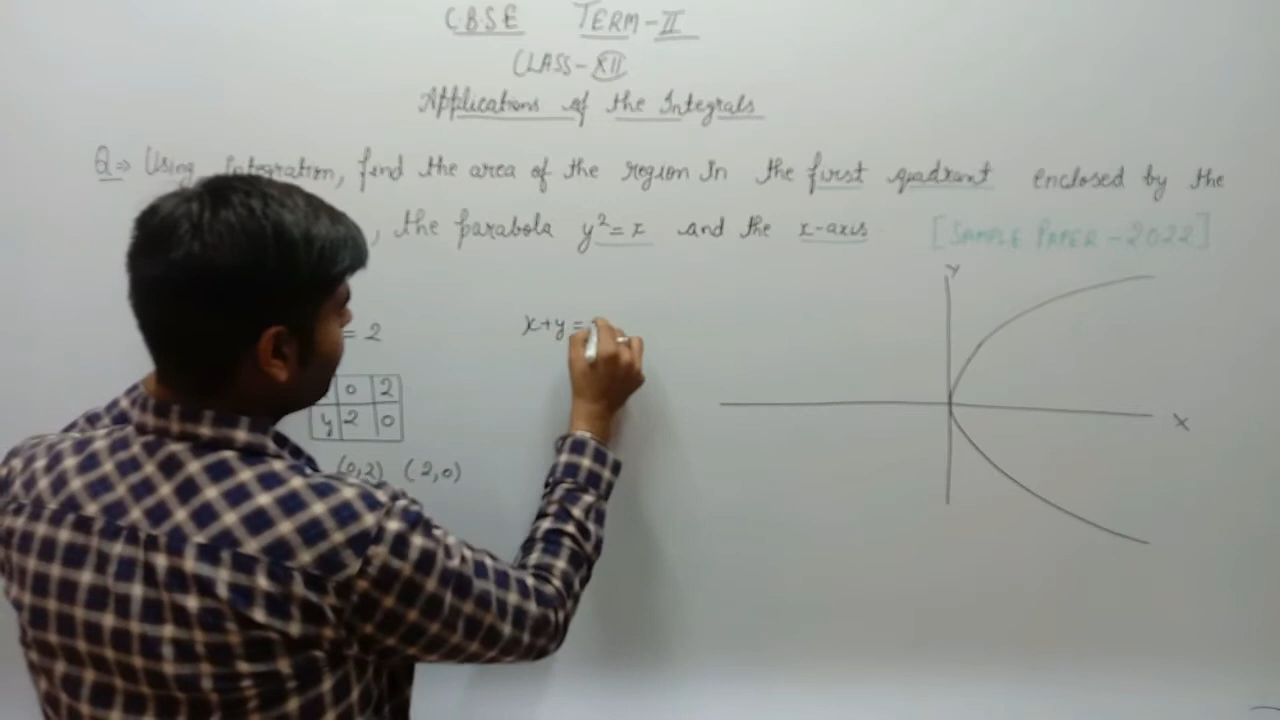 CBSE TERM-II
CLASS-XII
Applications of the Integrals
Q⇒ Using Integration, find the area of the region In the first quadrant enclosed by the
, the parabola y²=x and the x-axis [SAMPLE PAPER-2022]
= 2
x+y =
0 2
y 2 0
(0,2) (2,0)
Y
X